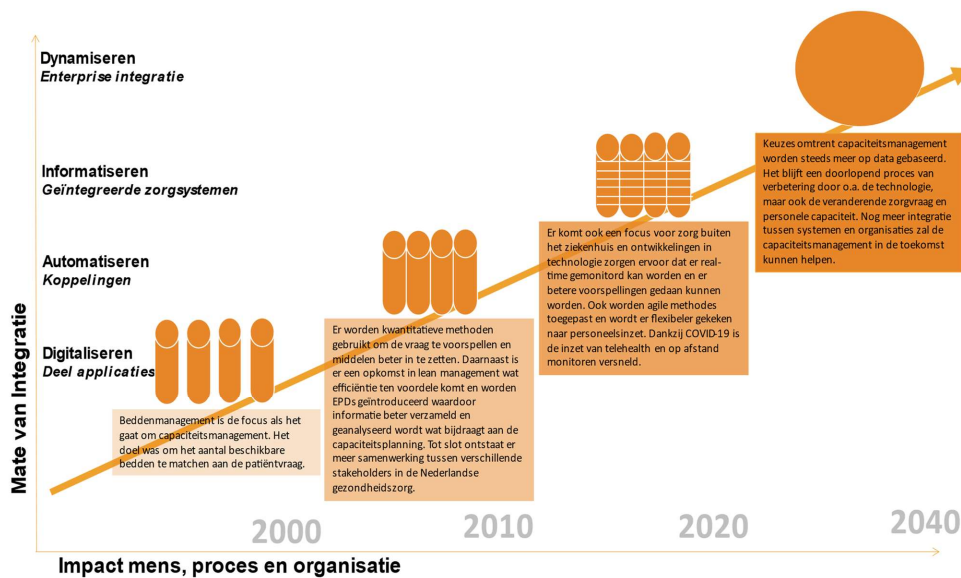 Dynamiseren
Enterprise integratie
Informatiseren
Geïntegreerde zorgsystemen
Automatiseren
Koppelingen
Digitaliseren
Deel applicaties
Mate van Integratie
Beddenmanagement is de focus als het
gaat om capaciteitsmanagement. Het
doel was om het aantal beschikbare
bedden te matchen aan de patiëntvraag.
Er worden kwantitatieve methoden
gebruikt om de vraag te voorspellen en
middelen beter in te zetten. Daarnaast is
er een opkomst in lean management wat
efficiëntie ten voordele komt en worden
EPDs geïntroduceerd waardoor
informatie beter verzameld en
geanalyseerd wordt wat bijdraagt aan de
capaciteitsplanning. Tot slot ontstaat er
meer samenwerking tussen verschillende
stakeholders in de Nederlandse
gezondheidszorg.
Er komt ook een focus voor zorg buiten
het ziekenhuis en ontwikkelingen in
technologie zorgen ervoor dat er real-
time gemonitord kan worden en er
betere voorspellingen gedaan kunnen
worden. Ook worden agile methodes
toegepast en wordt er flexibeler gekeken
naar personeelsinzet. Dankzij COVID-19 is
de inzet van telehealth en op afstand
monitoren versneld.
Keuzes omtrent capaciteitsmanagement
worden steeds meer op data gebaseerd.
Het blijft een doorlopend proces van
verbetering door o.a. de technologie,
maar ook de veranderende zorgvraag en
personele capaciteit. Nog meer integratie
tussen systemen en organisaties zal de
capaciteitsmanagement in de toekomst
kunnen helpen.
2000
2010
2020
2040
Impact mens, proces en organisatie